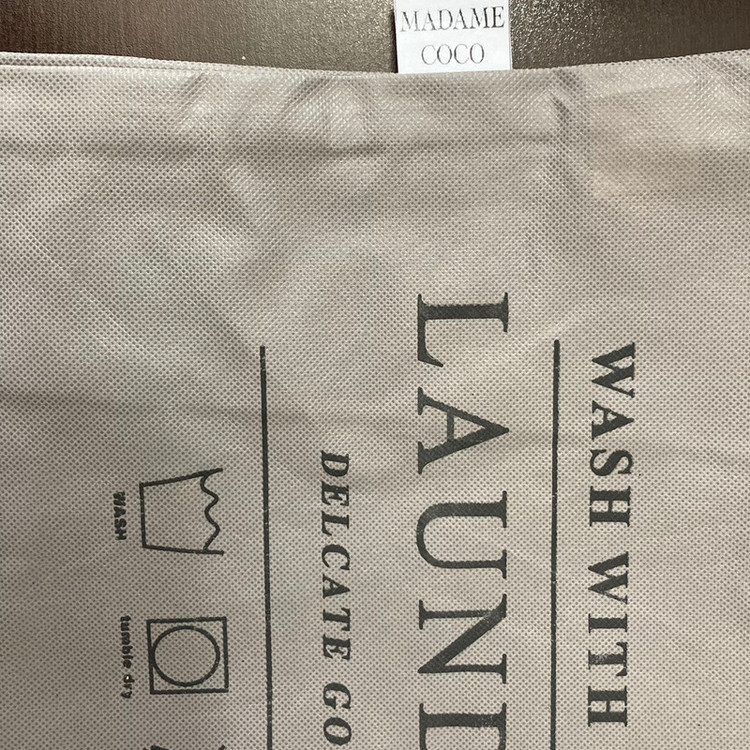 MADAME
COCO
WASH WITH
LAUND
DELCATE GO
WASH
tumble dry